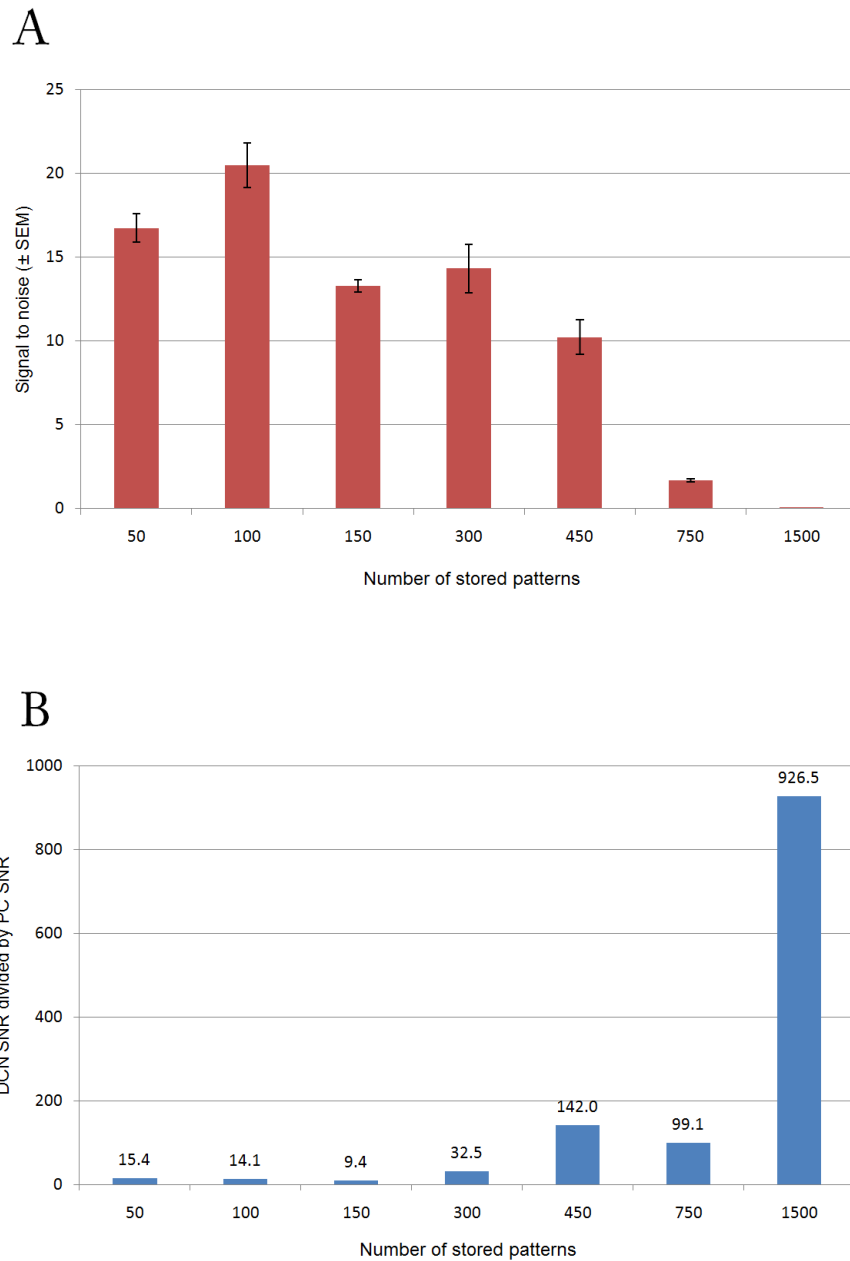 A
25
20
15
10
5
0
Signal to noise (± SEM)
50 100 150 300 450 750 1500
Number of stored patterns
B
1000
800
600
400
200
0
DCN SNR divided by PC SNR
15.4 14.1 9.4 32.5 142.0 99.1 926.5
50 100 150 300 450 750 1500
Number of stored patterns